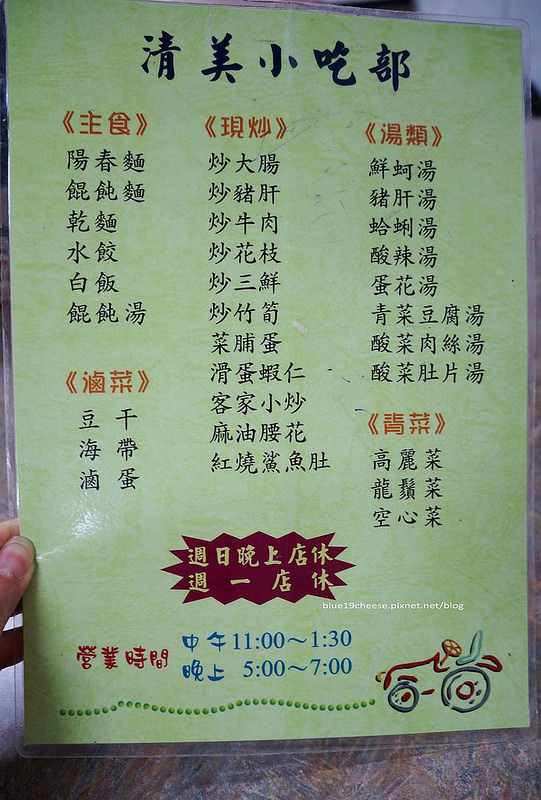 清美小吃部
《主食》
陽春麵
餛飩麵
乾麵
水餃
白飯
餛飩湯
《滷菜》
豆干
海帶
滷蛋
《現炒》
炒大腸
炒豬肝
炒牛肉
炒花枝
炒三鮮
炒竹筍
菜脯蛋
滑蛋蝦仁
客家小炒
麻油腰花
紅燒鯊魚肚
《湯類》
鮮蚵湯
豬肝湯
蛤蜊湯
酸辣湯
蛋花湯
青菜豆腐湯
酸菜肉絲湯
酸菜肚片湯
《青菜》
高麗菜
龍鬚菜
空心菜
週日晚上店休
週一店休
blue19cheese.pixnet.net/blog
營業時間
中午11:00～1:30
晚上 5:00～7:00